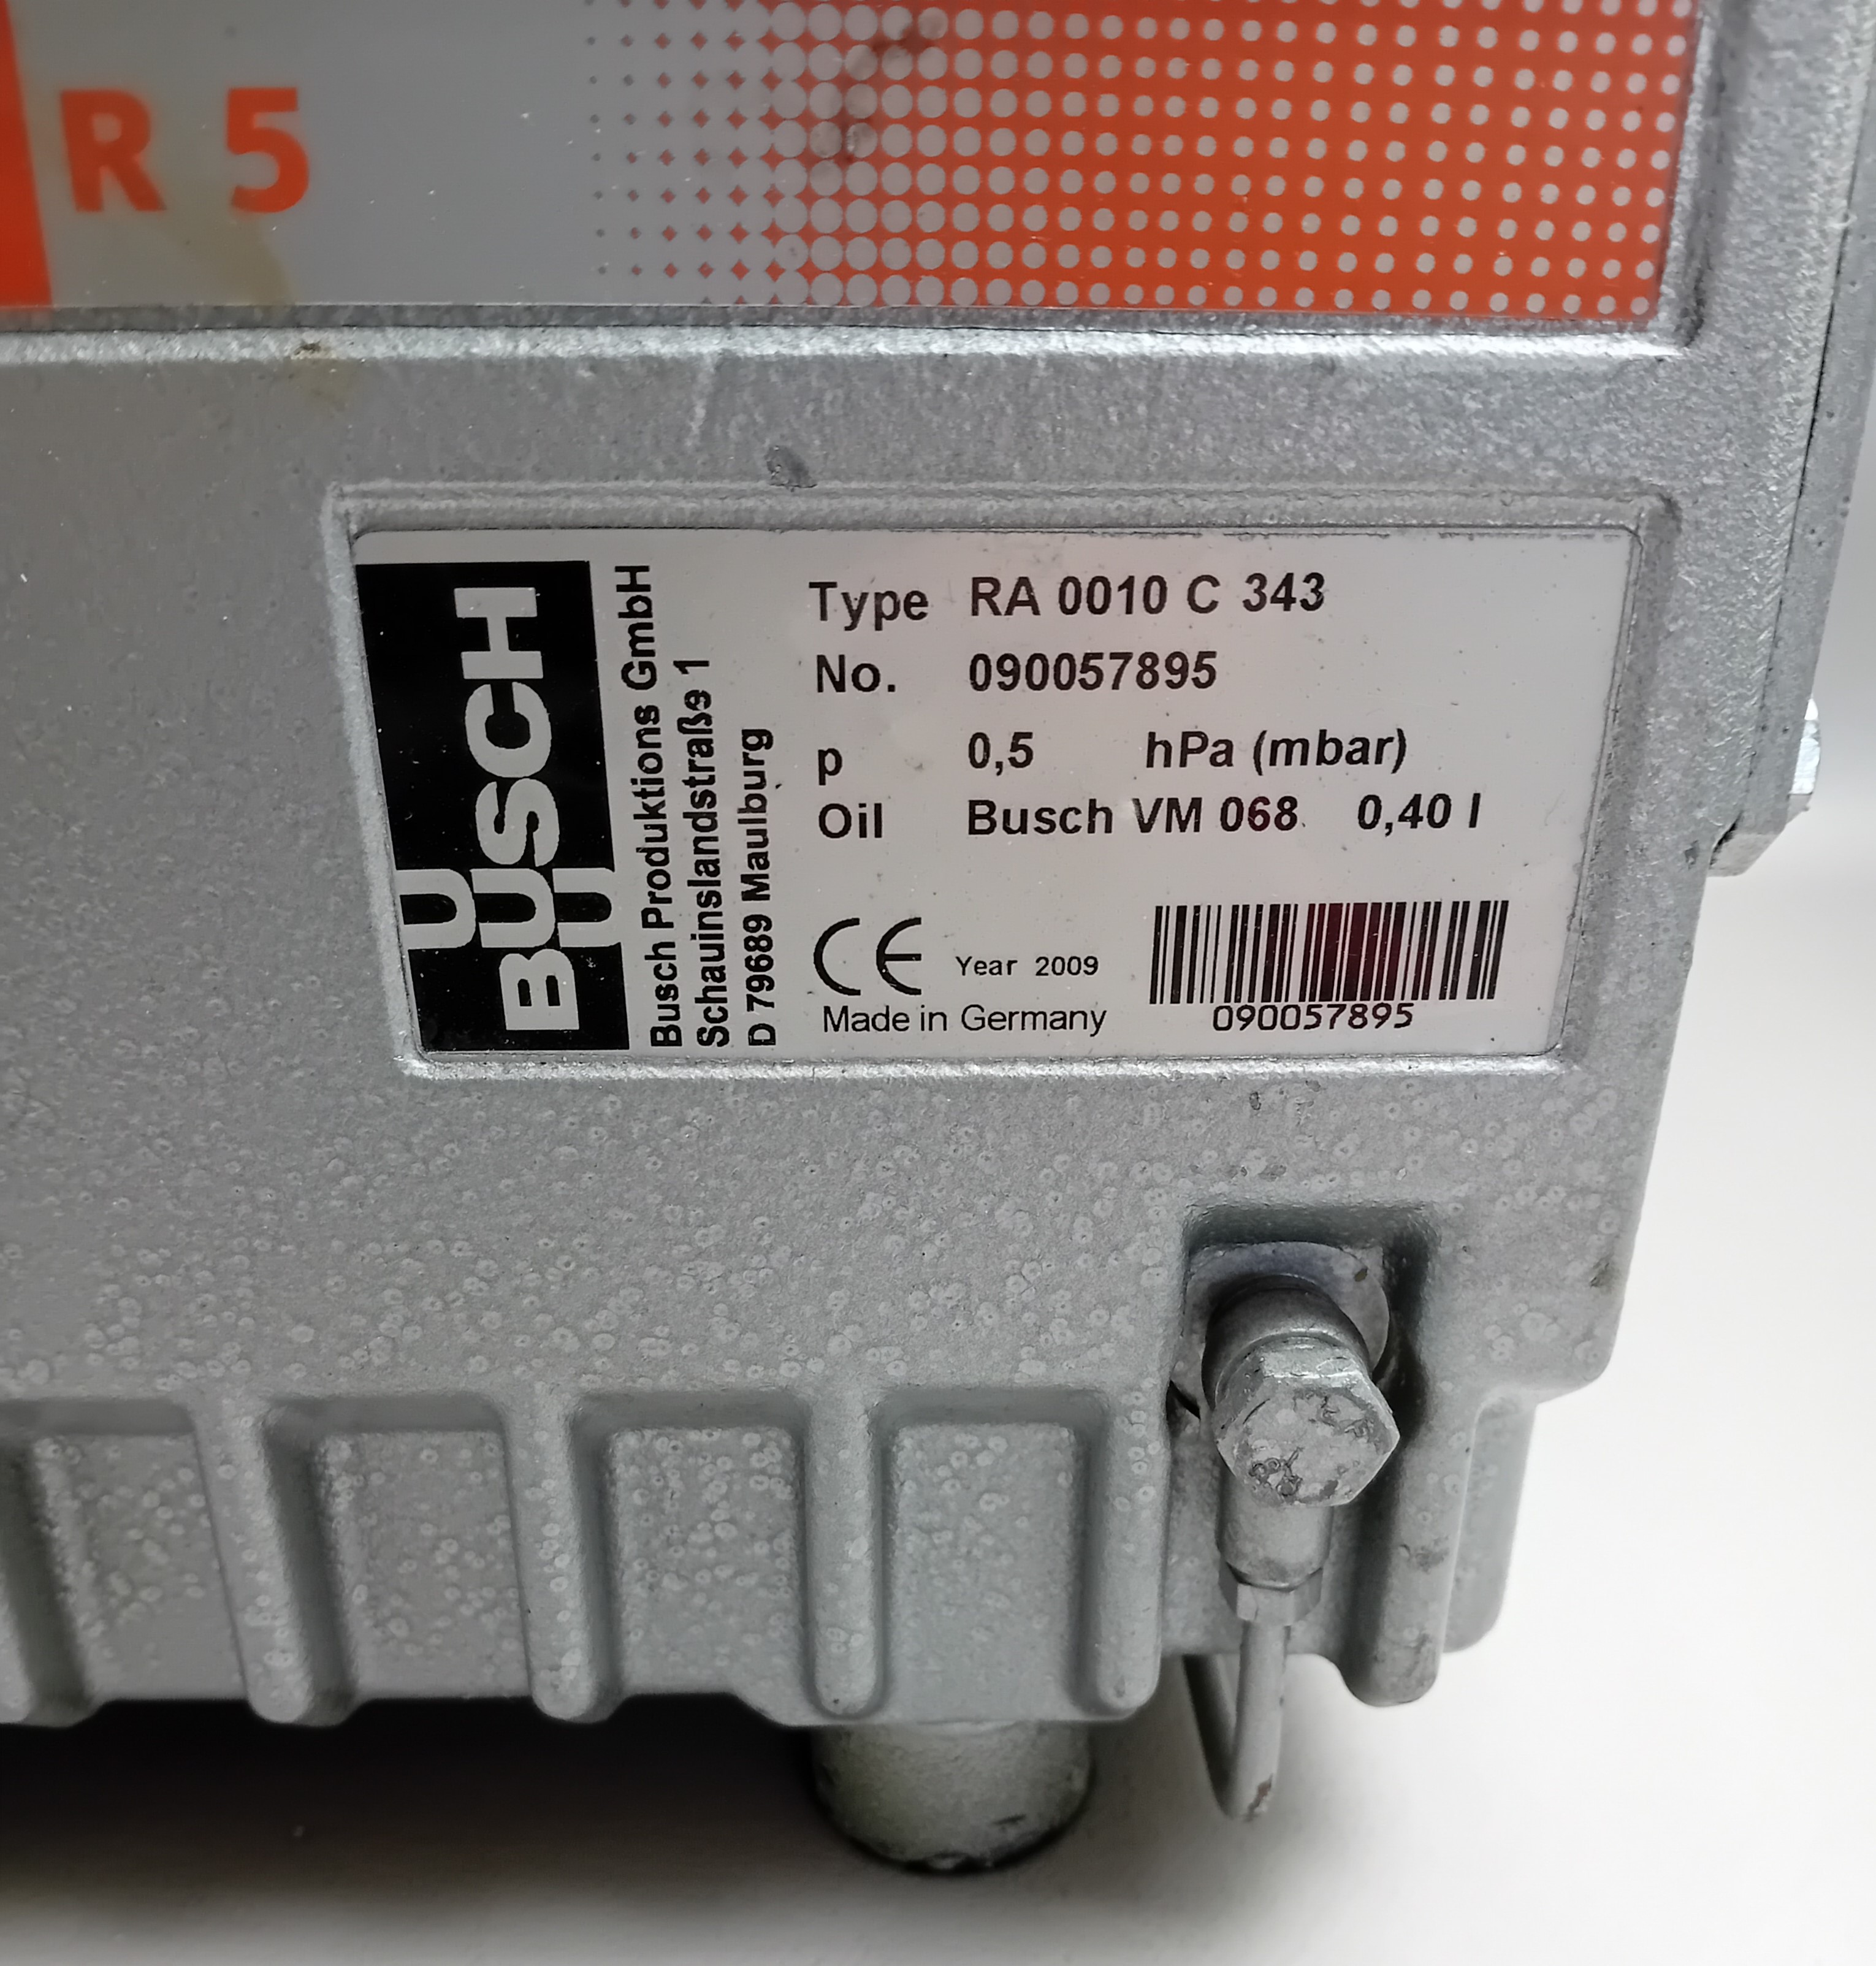 R 5
BUSCH
Busch Produktions GmbH
Schauinslandstraße 1
D 79689 Maulburg
Type RA 0010 C 343
No. 090057895
p 0,5 hPa (mbar)
Oil Busch VM 068 0,40 l
CE Year 2009
Made in Germany
090057895